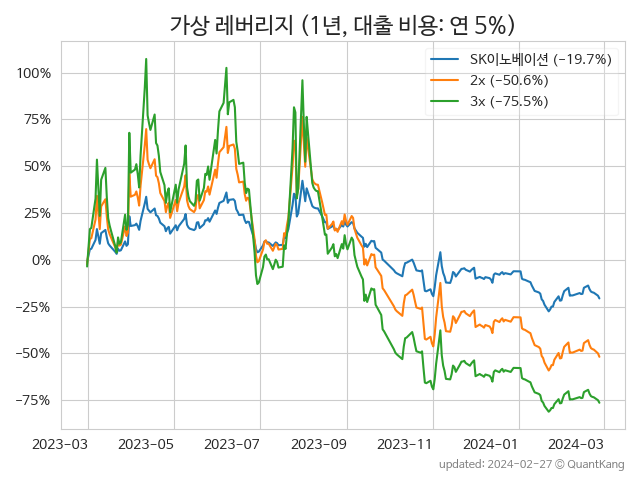 가상 레버리지 (1년, 대출 비용: 연 5%)
SK이노베이션 (−19.7%)
2x (−50.6%)
3x (−75.5%)
100%
75%
50%
25%
0%
−25%
−50%
−75%
2023-03 2023-05 2023-07 2023-09 2023-11 2024-01 2024-03
updated: 2024-02-27 © QuantKang